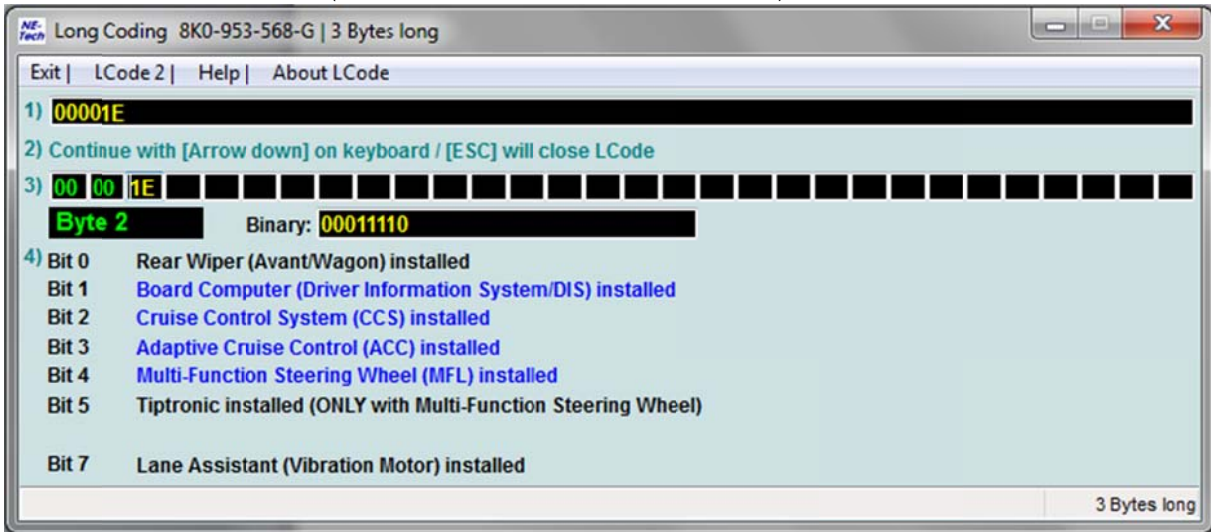 NE-Tech Long Coding 8K0-953-568-G | 3 Bytes long
Exit | LCode 2 | Help | About LCode
1) 00001E
2) Continue with [Arrow down] on keyboard / [ESC] will close LCode
3) 00 00 1E
Byte 2 Binary: 00011110
4) Bit 0 Rear Wiper (Avant/Wagon) installed
Bit 1 Board Computer (Driver Information System/DIS) installed
Bit 2 Cruise Control System (CCS) installed
Bit 3 Adaptive Cruise Control (ACC) installed
Bit 4 Multi-Function Steering Wheel (MFL) installed
Bit 5 Tiptronic installed (ONLY with Multi-Function Steering Wheel)
Bit 7 Lane Assistant (Vibration Motor) installed
3 Bytes long